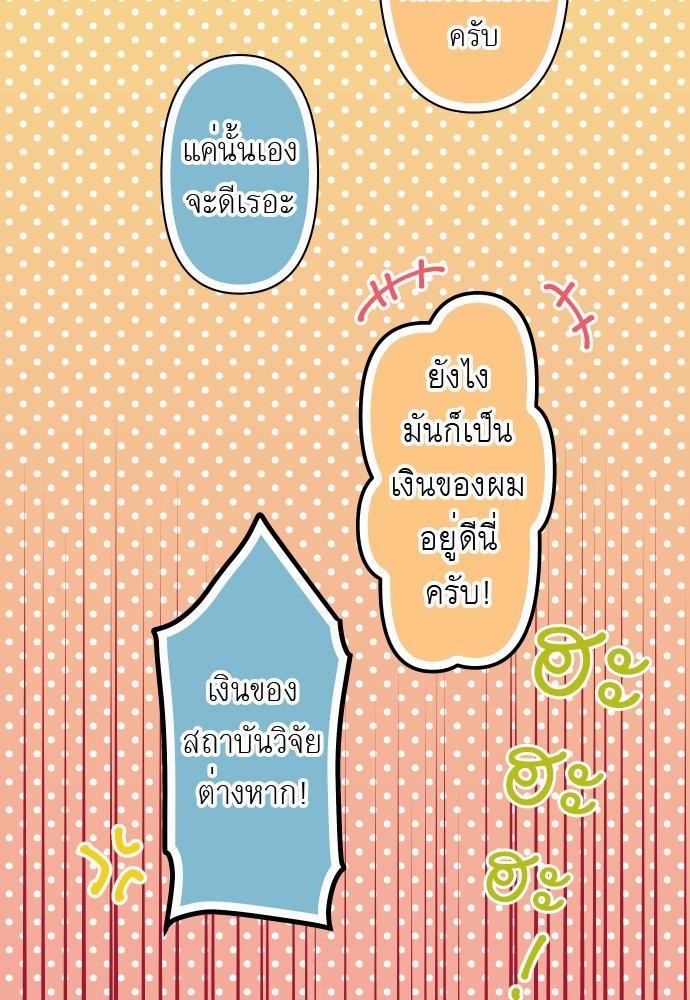 ครับ
แค่นั้นเอง
จะดีเรอะ
ยังไง
มันก็เป็น
เงินของผม
อยู่ดีนี่
ครับ!
เงินของ
สถาบันวิจัย
ต่างหาก!
ฮะ
ฮะ
ฮะ
!